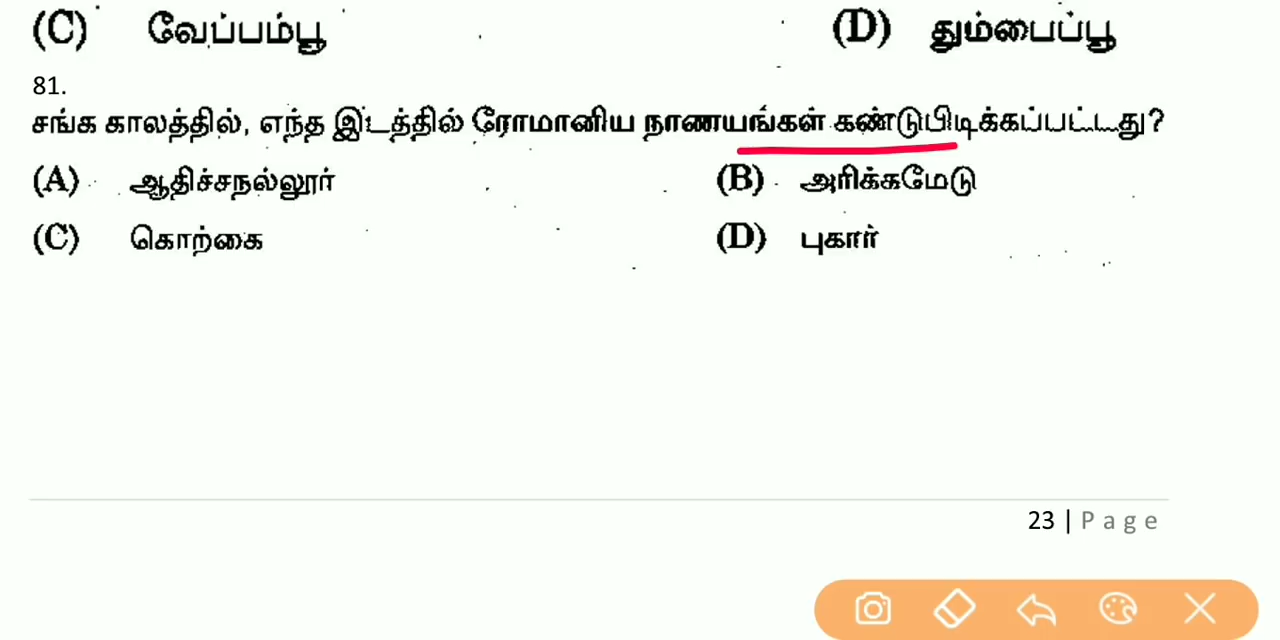 (C) வேப்பம்பூ (D) தும்பைப்பூ
81.
சங்க காலத்தில், எந்த இடத்தில் ரோமானிய நாணயங்கள் கண்டுபிடிக்கப்பட்டது?
(A) ஆதிச்சநல்லூர் (B) அரிக்கமேடு
(C) கொற்கை (D) புகார்
23 | Page